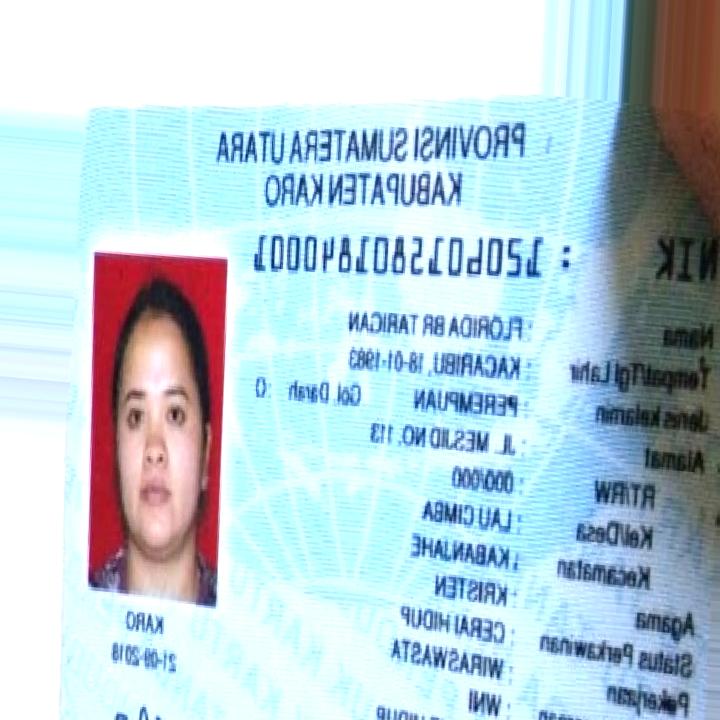 PROVINSI SUMATERA UTARA
KABUPATEN KARO
NIK : 1206015801840001
Nama : FLORIDA BR TARIGAN
Tempat/Tgl Lahir : KACARIBU, 18-01-1983
Jenis kelamin : PEREMPUAN Gol. Darah : O
Alamat : JL. MESJID NO. 113
RT/RW : 000/000
Kel/Desa : LAU CIMBA
Kecamatan : KABANJAHE
Agama : KRISTEN
Status Perkawinan : CERAI HIDUP
Pekerjaan : WIRASWASTA
: WNI
HIDUP
KARO
21-09-2018